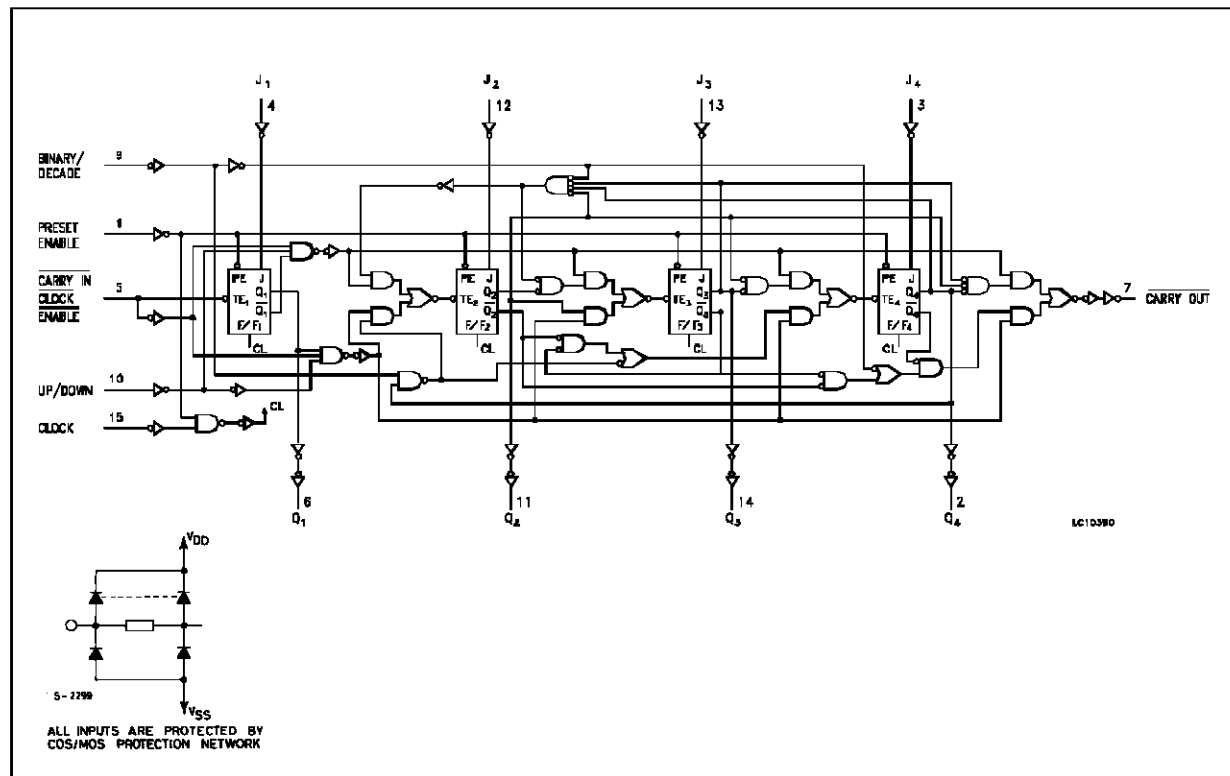 J1 J2 J3 J4
4 12 13 3
BINARY/ 9
DECADE
PRESET 1
ENABLE
PE J PE J PE J PE J
CARRY IN 5
Q1 Q2 Q3 Q4
CLOCK TE1 TE2 TE3 TE4
7 CARRY OUT
ENABLE
Q1 Q2 Q3 Q4
F/F1 F/F2 F/F3 F/F4
CL CL CL CL
UP/DOWN 10
CL
CLOCK 15
6 11 14 2
Q1 Q2 Q3 Q4
LC10390
VDD
S-2299
VSS
ALL INPUTS ARE PROTECTED BY
COS/MOS PROTECTION NETWORK